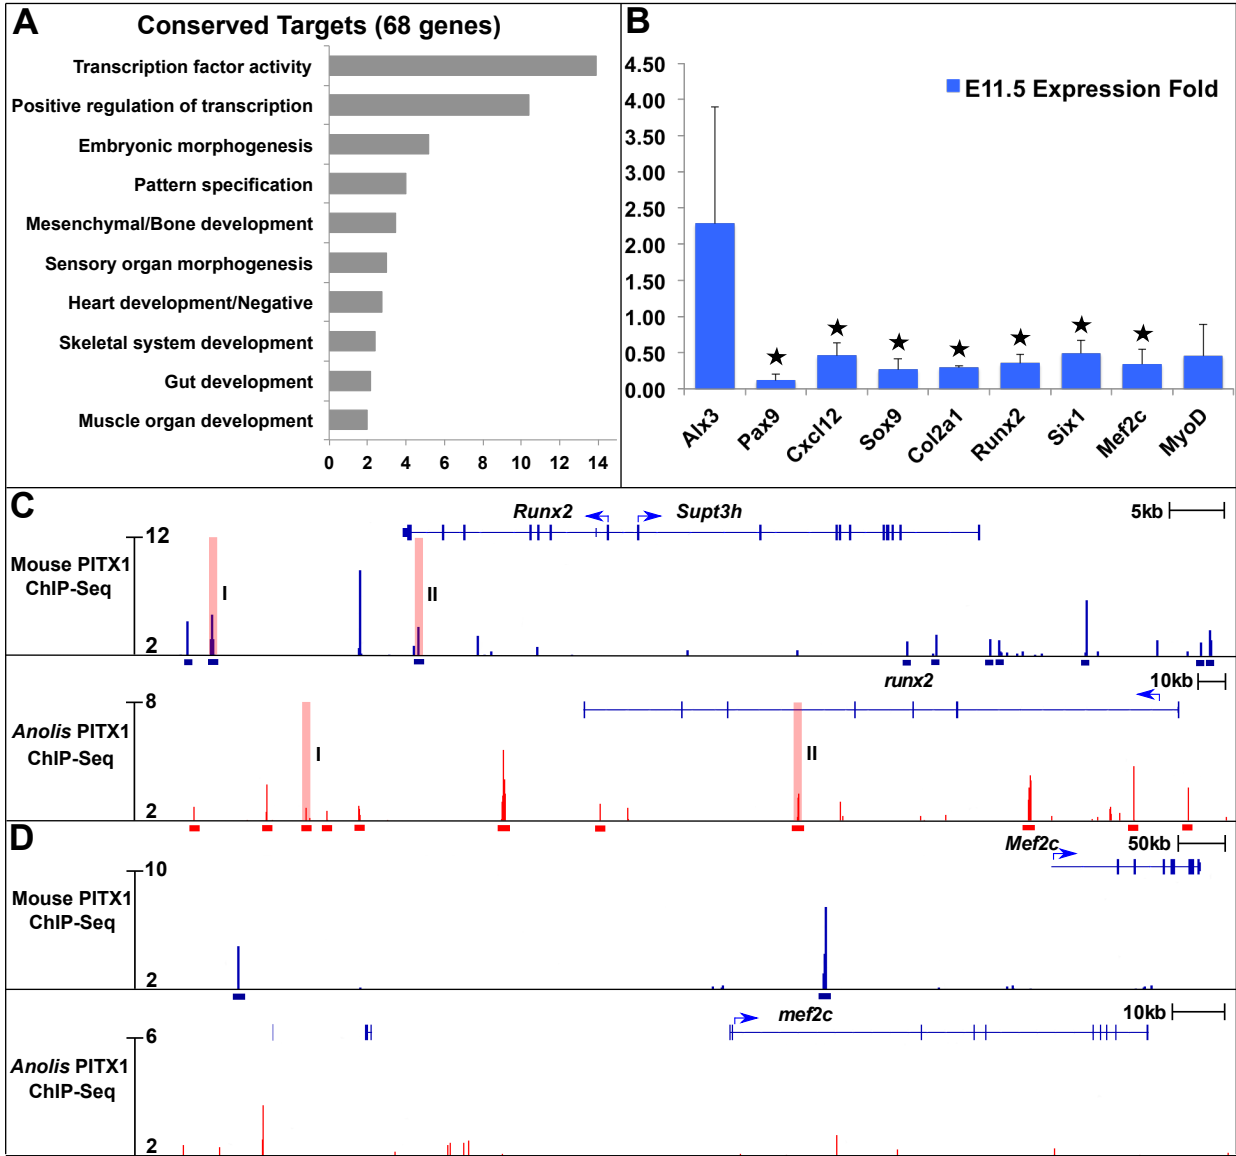 A
Conserved Targets (68 genes)
Transcription factor activity
Positive regulation of transcription
Embryonic morphogenesis
Pattern specification
Mesenchymal/Bone development
Sensory organ morphogenesis
Heart development/Negative
Skeletal system development
Gut development
Muscle organ development
0 2 4 6 8 10 12 14
B
E11.5 Expression Fold
4.50
4.00
3.50
3.00
2.50
2.00
1.50
1.00
0.50
0.00
Alx3 Pax9 Cxcl12 Sox9 Col2a1 Runx2 Six1 Mef2c MyoD
C
Runx2 Supt3h
5kb
12
Mouse PITX1
ChIP-Seq
I
II
2
runx2
10kb
8
Anolis PITX1
ChIP-Seq
I
II
2
D
Mef2c
50kb
10
Mouse PITX1
ChIP-Seq
2
mef2c
10kb
6
Anolis PITX1
ChIP-Seq
2